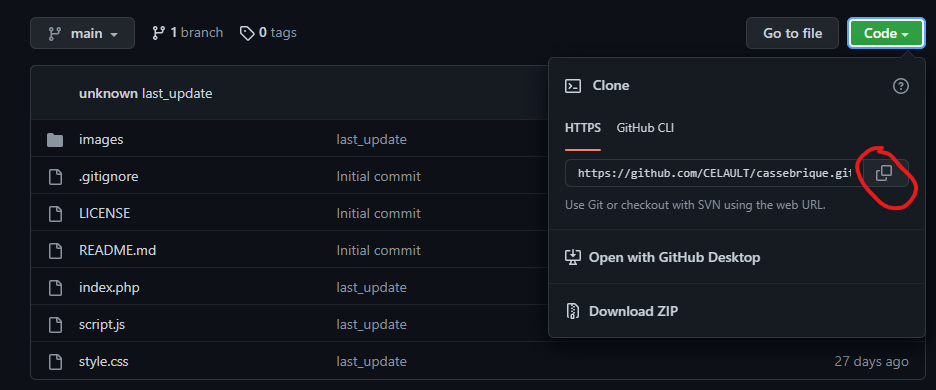 main 1 branch 0 tags Go to file Code
Clone
unknown last_update
HTTPS GitHub CLI
images last_update
https://github.com/CELAULT/cassebrique.git
.gitignore Initial commit
Use Git or checkout with SVN using the web URL.
LICENSE Initial commit
README.md Initial commit
Open with GitHub Desktop
index.php last_update
Download ZIP
script.js last_update
style.css last_update 27 days ago